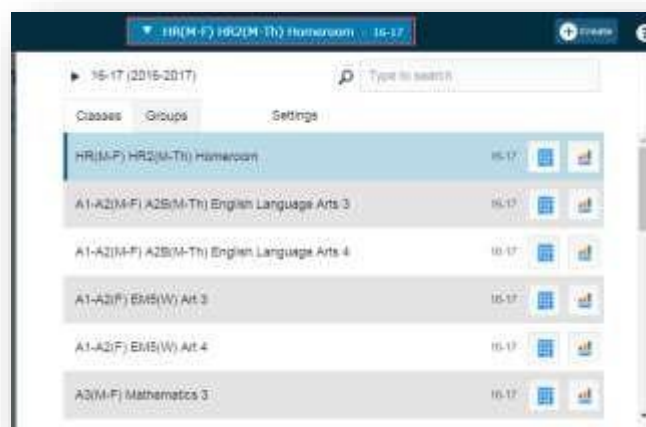 HR(M-F) HR2(M-Th) Homeroom 16-17
Create
16-17 (2016-2017)
Type to search
Classes Groups Settings
HR(M-F) HR2(M-Th) Homeroom 16-17
A1-A2(M-F) A2B(M-Th) English Language Arts 3 16-17
A1-A2(M-F) A2B(M-Th) English Language Arts 4 16-17
A1-A2(F) EM5(W) Art 3 16-17
A1-A2(F) EM5(W) Art 4 16-17
A3(M-F) Mathematics 3 16-17